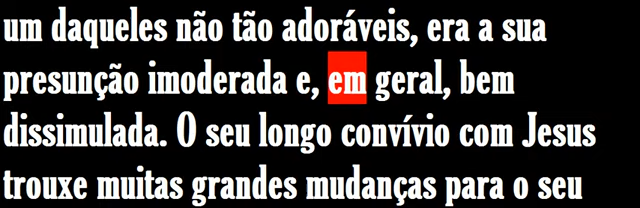 um daqueles não tão adoráveis, era a sua
presunção imoderada e, em geral, bem
dissimulada. O seu longo convívio com Jesus
trouxe muitas grandes mudanças para o seu